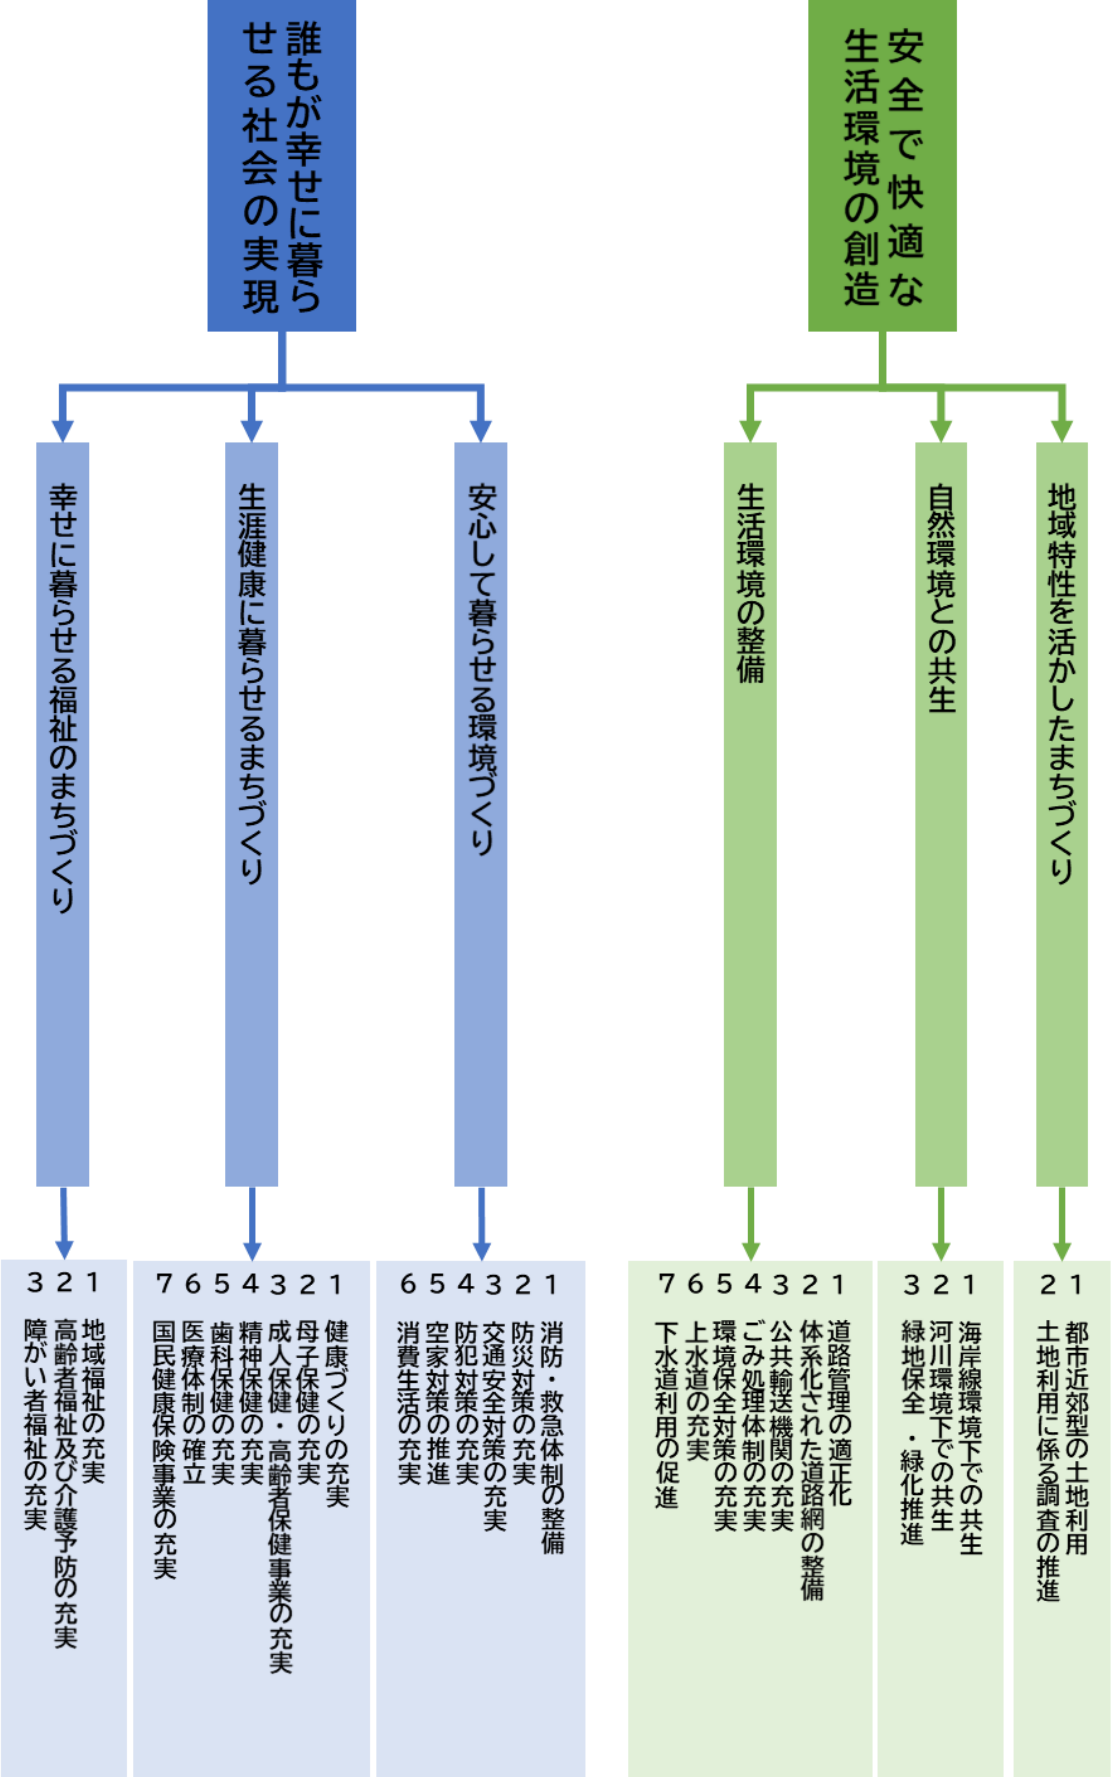 安全で快適な
生活環境の創造
地域特性を活かしたまちづくり
1 都市近郊型の土地利用
2 土地利用に係る調査の推進
自然環境との共生
1 海岸線環境下での共生
2 河川環境下での共生
3 緑地保全・緑化推進
生活環境の整備
1 道路管理の適正化
2 体系化された道路網の整備
3 公共輸送機関の充実
4 ごみ処理体制の充実
5 環境保全対策の充実
6 上水道の充実
7 下水道利用の促進
誰もが幸せに暮ら
せる社会の実現
安心して暮らせる環境づくり
1 消防・救急体制の整備
2 防災対策の充実
3 交通安全対策の充実
4 防犯対策の充実
5 空家対策の推進
6 消費生活の充実
生涯健康に暮らせるまちづくり
1 健康づくりの充実
2 母子保健の充実
3 成人保健・高齢者保健事業の充実
4 精神保健の充実
5 歯科保健の充実
6 医療体制の確立
7 国民健康保険事業の充実
幸せに暮らせる福祉のまちづくり
1 地域福祉の充実
2 高齢者福祉及び介護予防の充実
3 障がい者福祉の充実